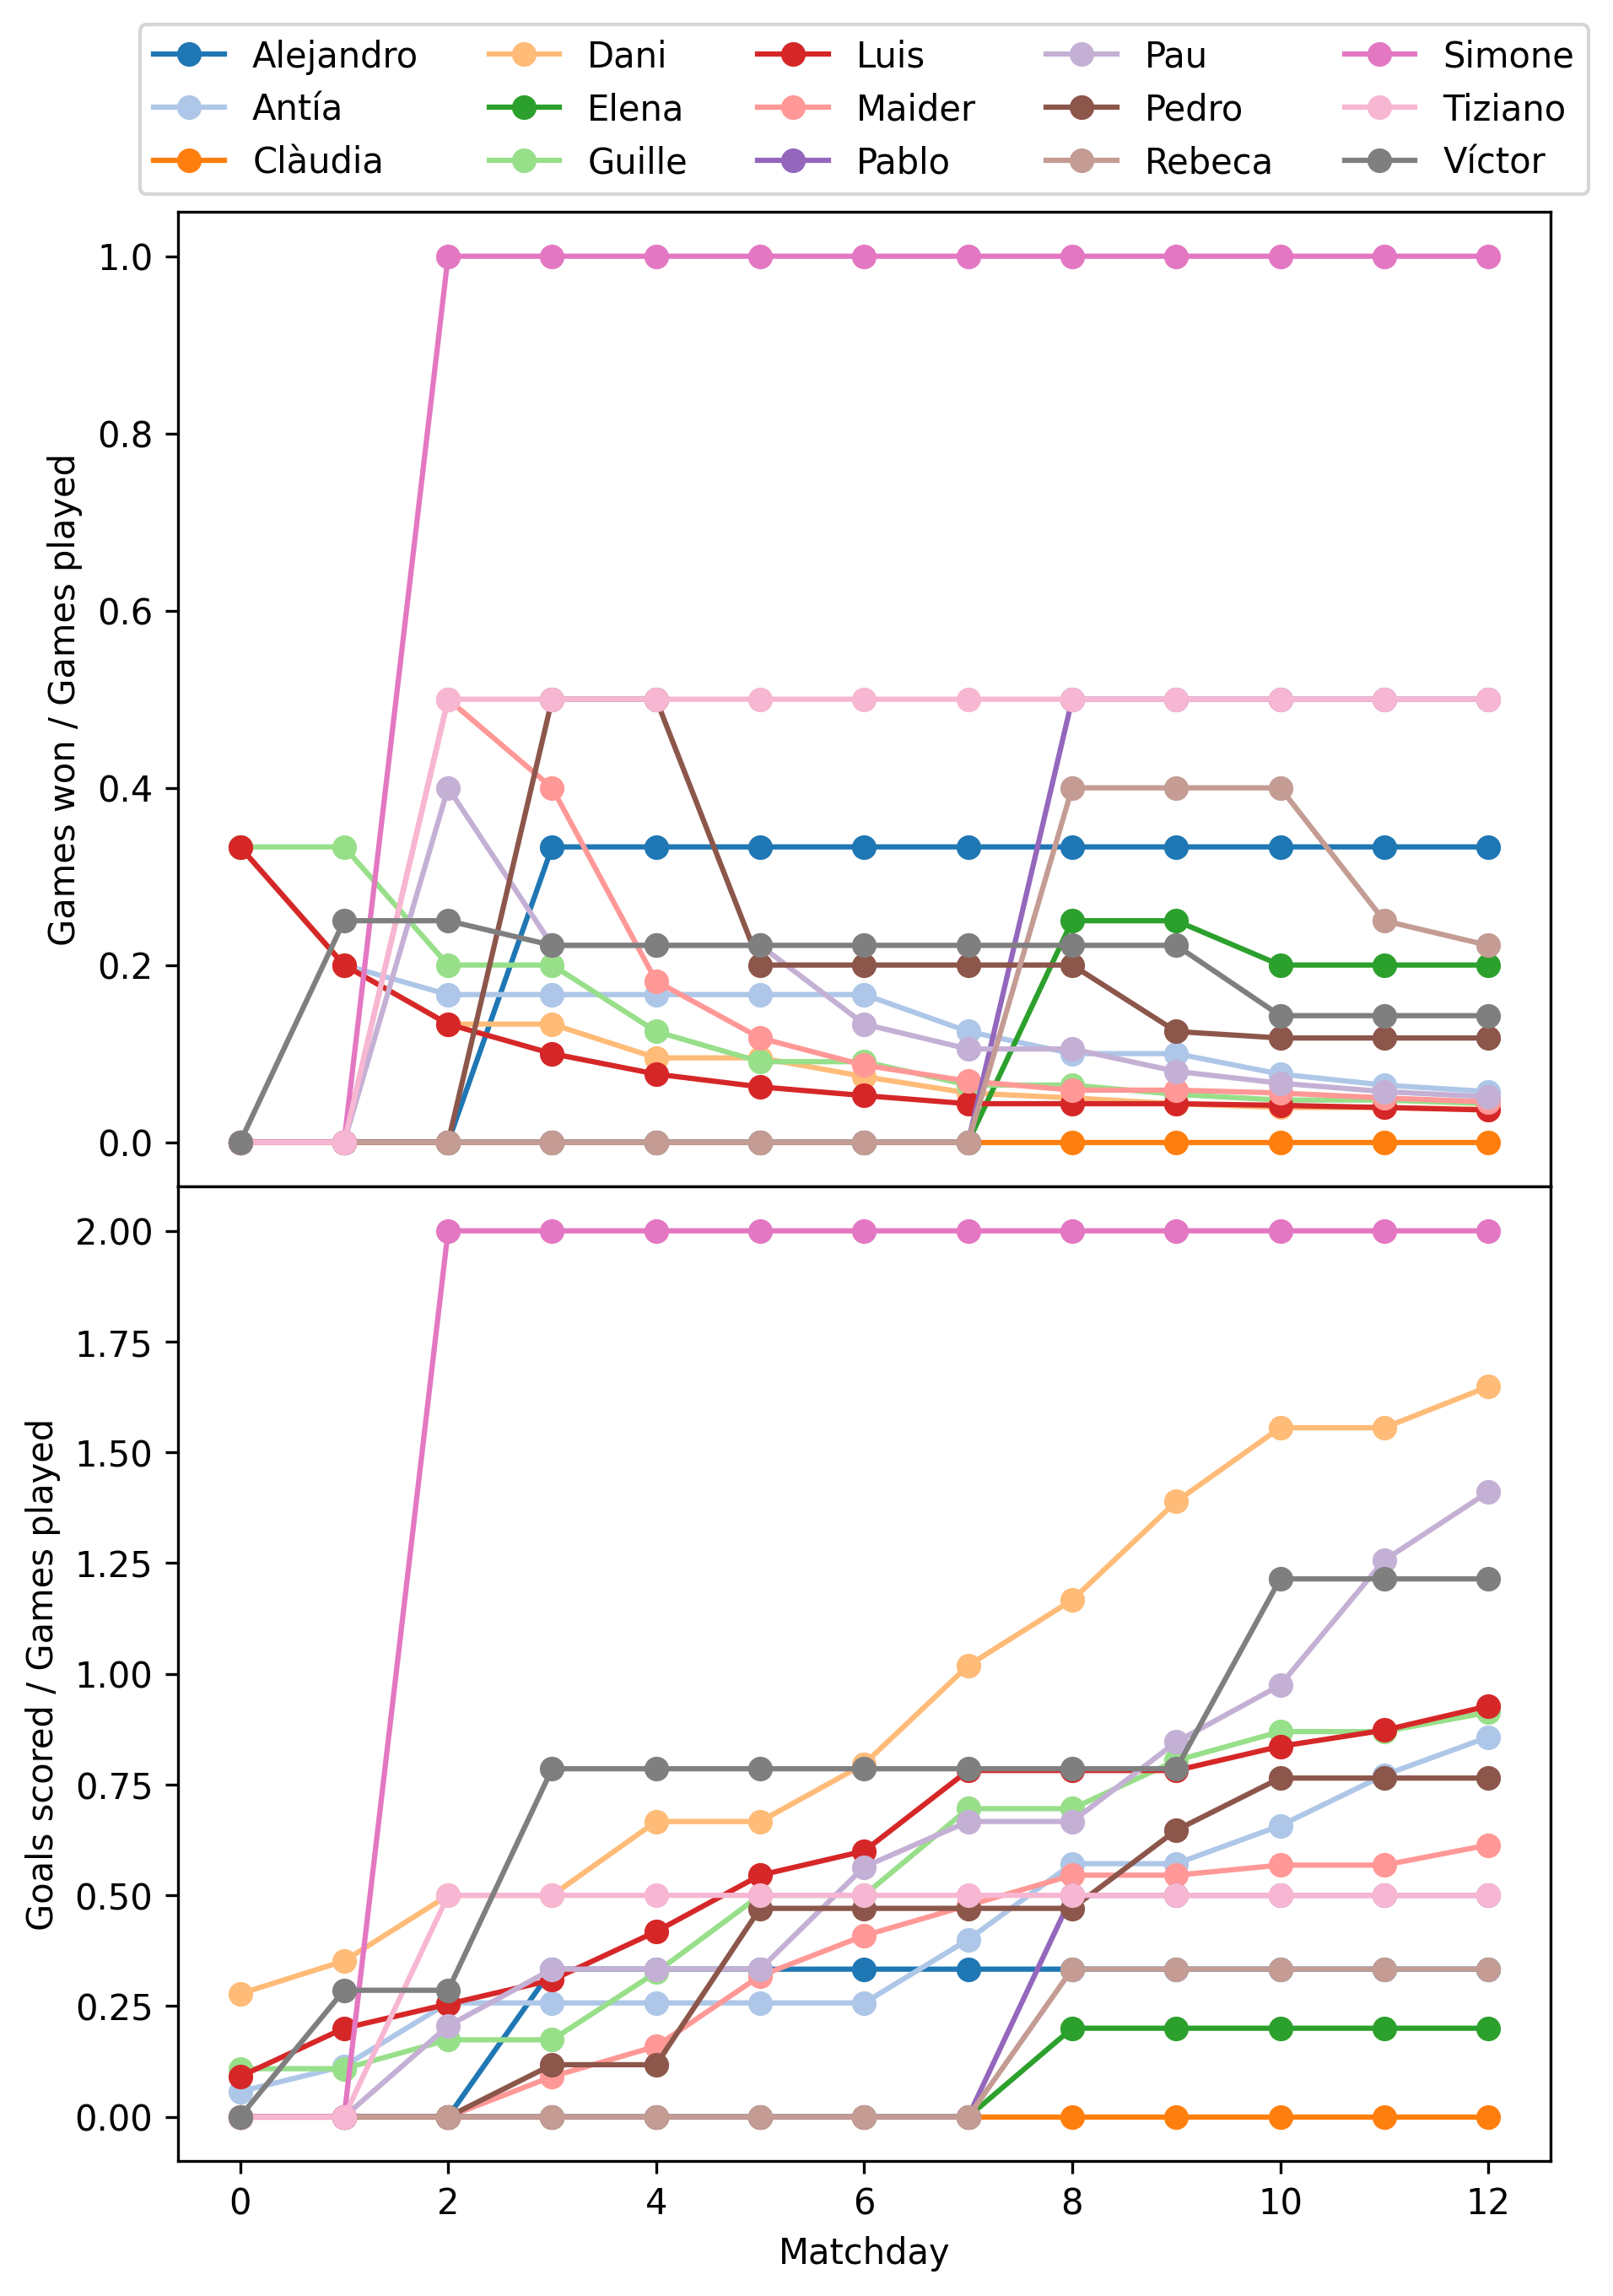 Alejandro Dani Luis Pau Simone
Antía Elena Maider Pedro Tiziano
Clàudia Guille Pablo Rebeca Víctor
1.0
0.8
0.6
0.4
0.2
0.0
Games won / Games played
2.00
1.75
1.50
1.25
1.00
0.75
0.50
0.25
0.00
Goals scored / Games played
0 2 4 6 8 10 12
Matchday